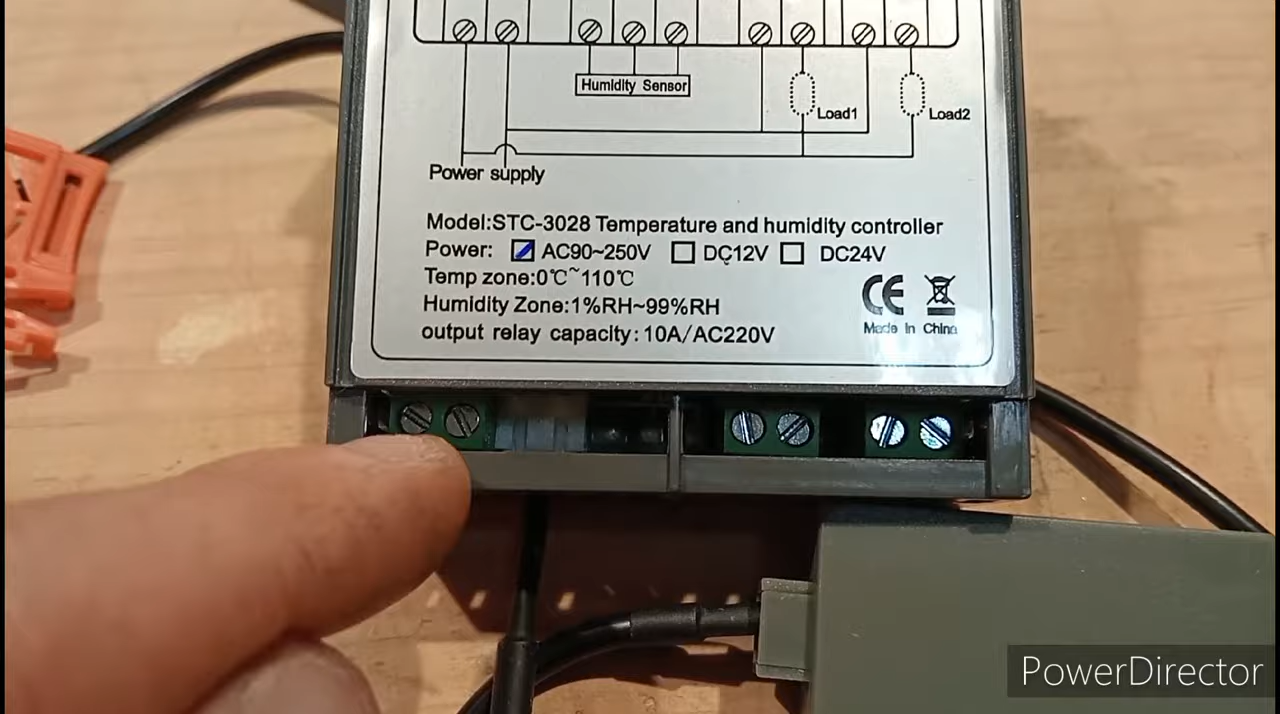 Humidity Sensor
Load1
Load2
Power supply
Model:STC-3028 Temperature and humidity controller
Power: AC90~250V DC12V DC24V
Temp zone:0℃~110℃
Humidity Zone:1%RH~99%RH
output relay capacity:10A/AC220V
CE
Made In China
PowerDirector